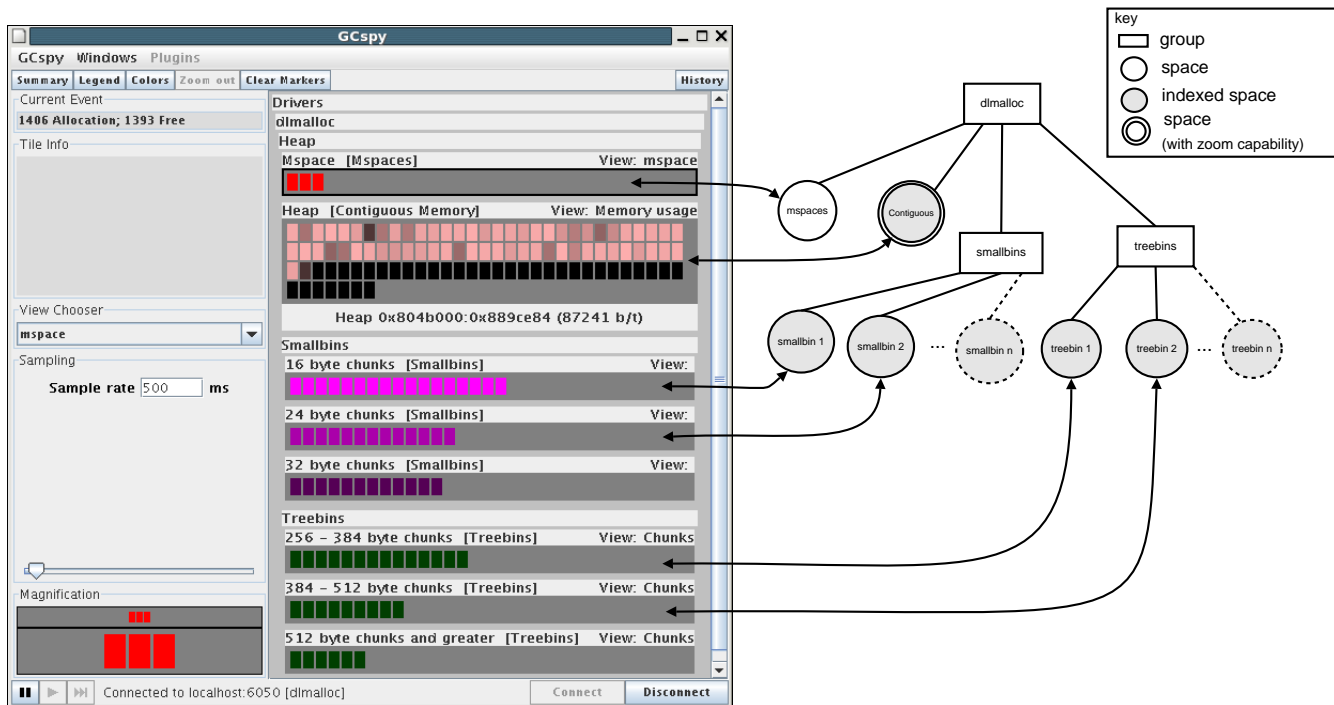 GCspy
GCspy Windows Plugins
Summary Legend Colors Zoom out Clear Markers History
Current Event
1406 Allocation; 1393 Free
Tile Info
View Chooser
mspace
Sampling
Sample rate 500 ms
Magnification
Drivers
dlmalloc
Heap
Mspace [Mspaces] View: mspace
Heap [Contiguous Memory] View: Memory usage
Heap 0x804b000:0x889ce84 (87241 b/t)
Smallbins
16 byte chunks [Smallbins] View:
24 byte chunks [Smallbins] View:
32 byte chunks [Smallbins] View:
Treebins
256 – 384 byte chunks [Treebins] View: Chunks
384 – 512 byte chunks [Treebins] View: Chunks
512 byte chunks and greater [Treebins] View: Chunks
Connected to localhost:6050 [dlmalloc] Connect Disconnect
key
group
space
indexed space
space
(with zoom capability)
dlmalloc
mspaces
Contiguous
smallbins
treebins
smallbin 1
smallbin 2
...
smallbin n
treebin 1
treebin 2
...
treebin n